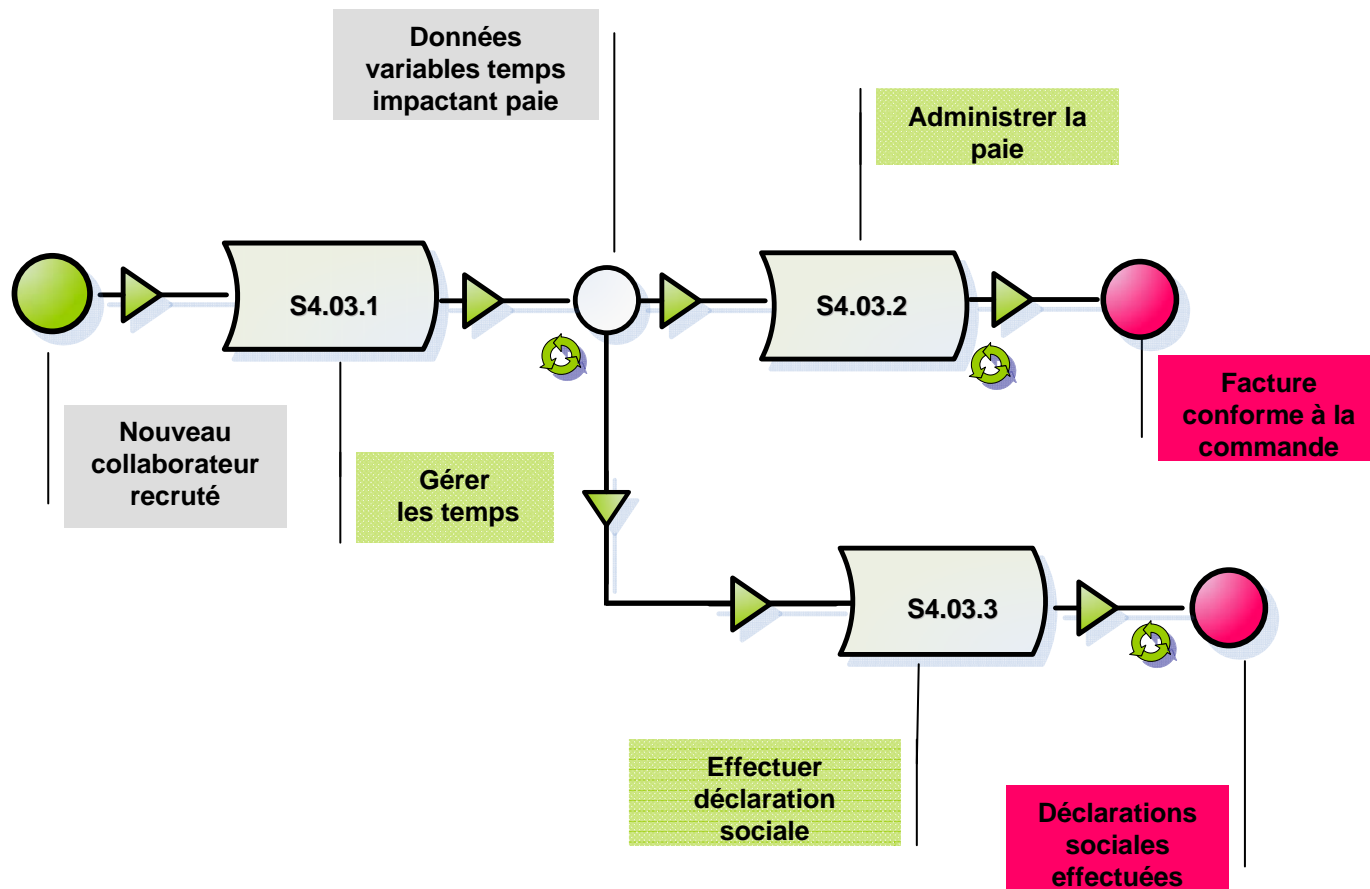 Données
variables temps
impactant paie
Administrer la
paie
S4.03.1
S4.03.2
Nouveau
collaborateur
recruté
Gérer
les temps
Facture
conforme à la
commande
S4.03.3
Effectuer
déclaration
sociale
Déclarations
sociales
effectuées